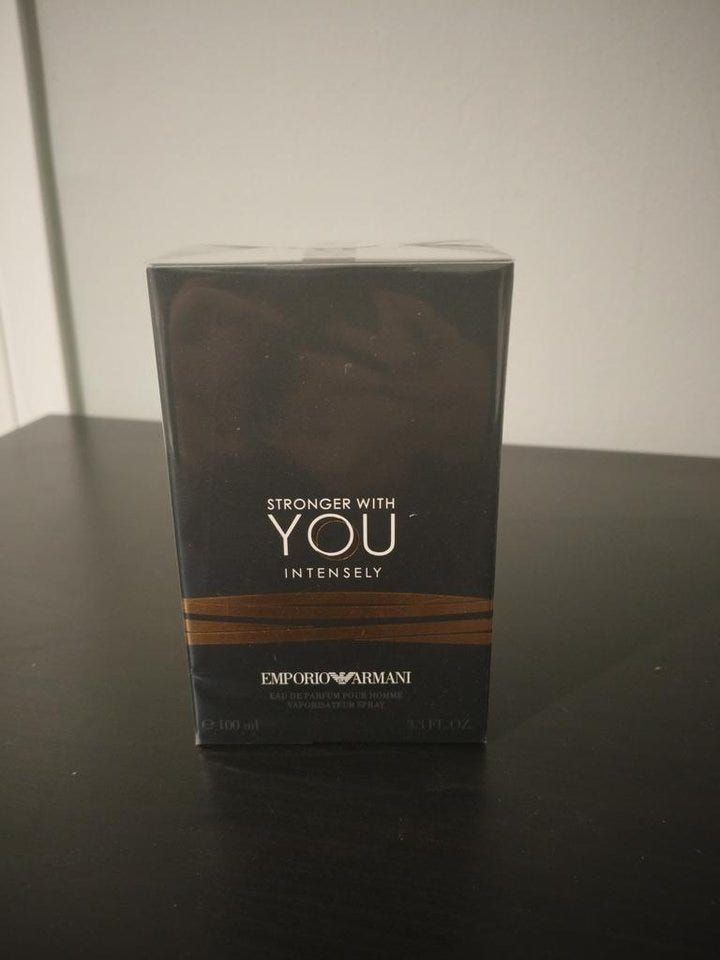 STRONGER WITH
YOU
INTENSELY
EMPORIO ARMANI
EAU DE PARFUM POUR HOMME
VAPORISATEUR SPRAY
℮ 100 ml 3.3 FL.OZ.